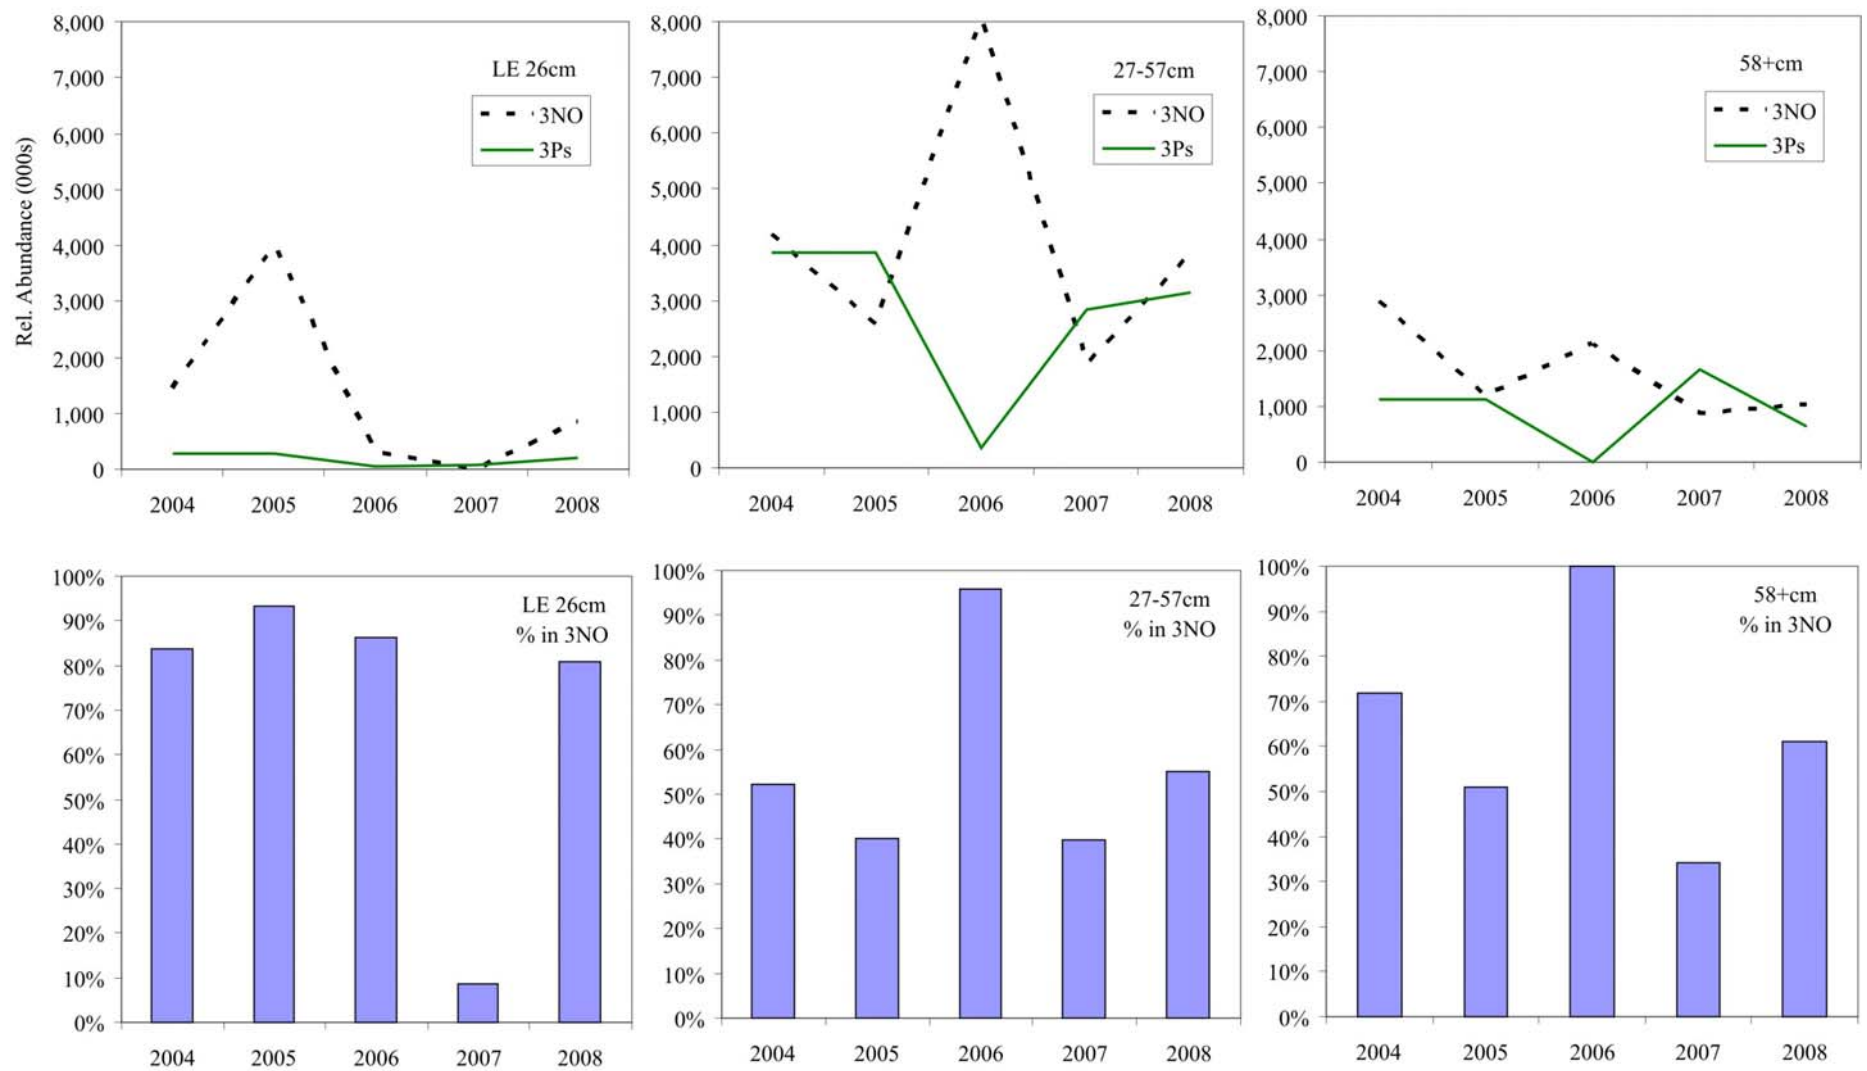 Rel. Abundance (000s)
8,000
7,000
6,000
5,000
4,000
3,000
2,000
1,000
0
LE 26cm
3NO
3Ps
2004 2005 2006 2007 2008
8,000
7,000
6,000
5,000
4,000
3,000
2,000
1,000
0
27-57cm
3NO
3Ps
2004 2005 2006 2007 2008
8,000
7,000
6,000
5,000
4,000
3,000
2,000
1,000
0
58+cm
3NO
3Ps
2004 2005 2006 2007 2008
100%
90%
80%
70%
60%
50%
40%
30%
20%
10%
0%
LE 26cm
% in 3NO
2004 2005 2006 2007 2008
100%
90%
80%
70%
60%
50%
40%
30%
20%
10%
0%
27-57cm
% in 3NO
2004 2005 2006 2007 2008
100%
90%
80%
70%
60%
50%
40%
30%
20%
10%
0%
58+cm
% in 3NO
2004 2005 2006 2007 2008